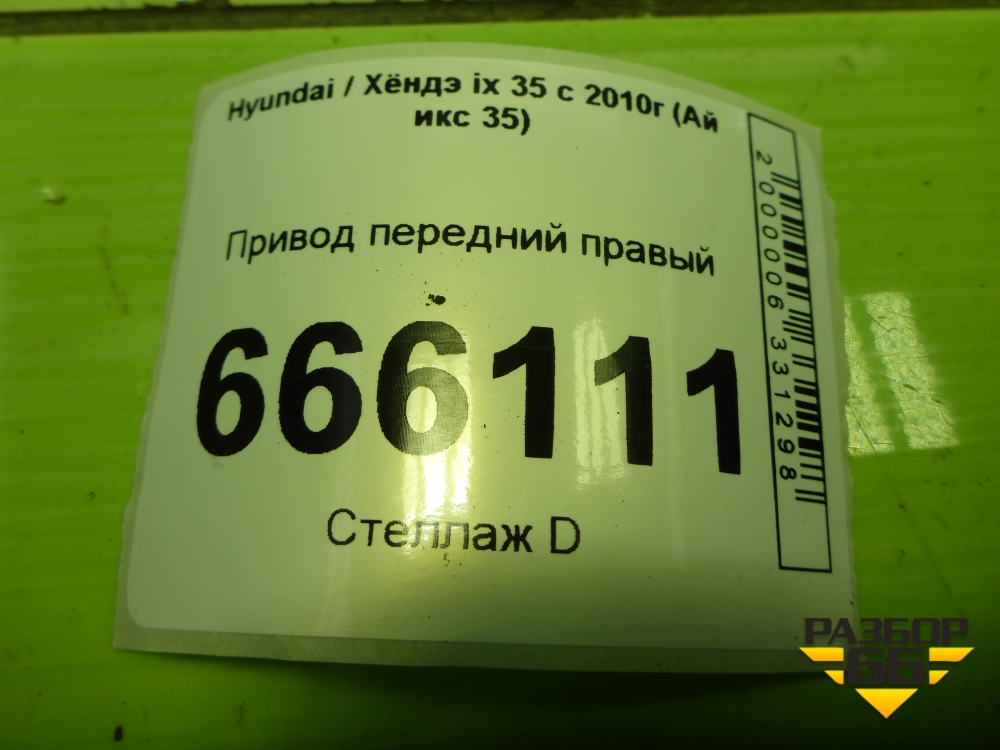 Hyundai / Хёндэ ix 35 с 2010г (Ай
икс 35)
Привод передний правый
666111
Стеллаж D
2000006331298
РАЗБОР
66